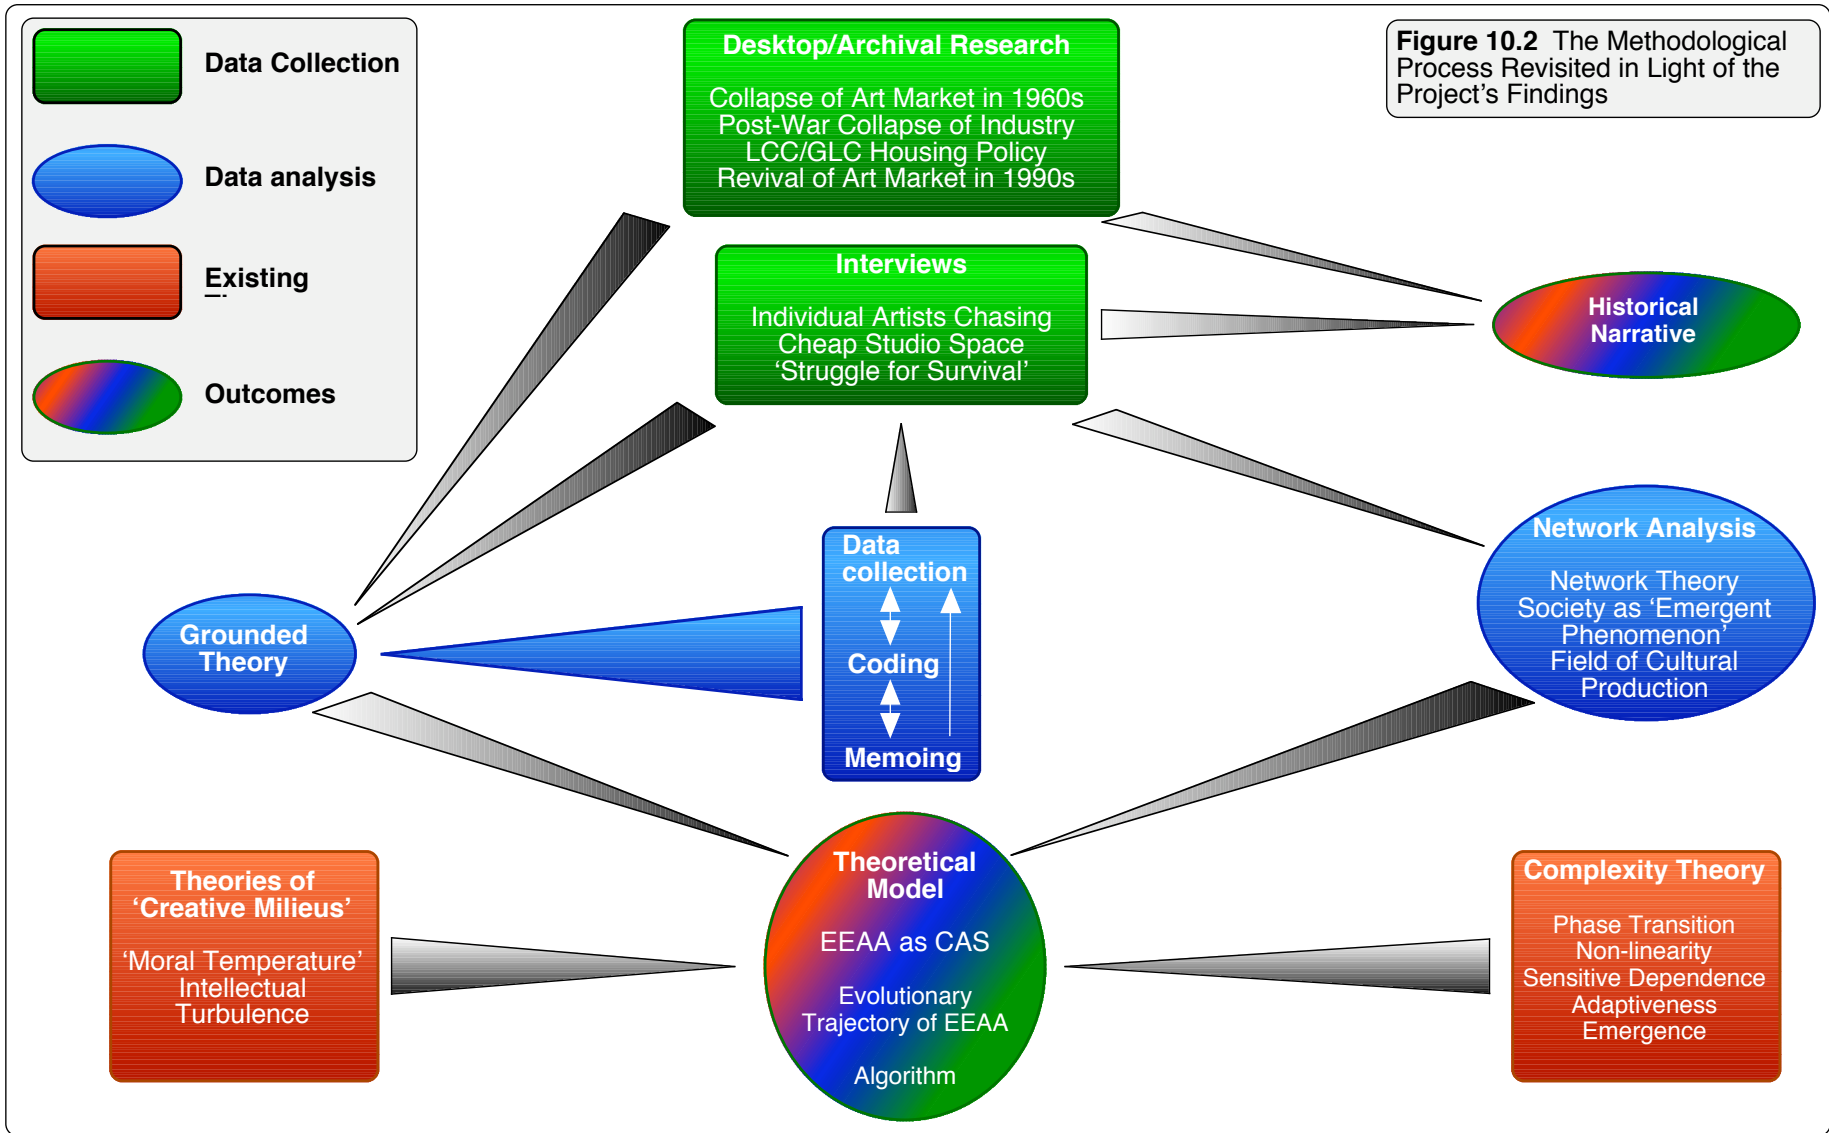 Data Collection
Data analysis
Existing
Outcomes
Desktop/Archival Research
Collapse of Art Market in 1960s
Post-War Collapse of Industry
LCC/GLC Housing Policy
Revival of Art Market in 1990s
Figure 10.2 The Methodological
Process Revisited in Light of the
Project's Findings
Interviews
Individual Artists Chasing
Cheap Studio Space
‘Struggle for Survival’
Historical
Narrative
Data
collection
Coding
Memoing
Grounded
Theory
Network Analysis
Network Theory
Society as ‘Emergent
Phenomenon’
Field of Cultural
Production
Theories of
‘Creative Milieus’
‘Moral Temperature’
Intellectual
Turbulence
Theoretical
Model
EEAA as CAS
Evolutionary
Trajectory of EEAA
Algorithm
Complexity Theory
Phase Transition
Non-linearity
Sensitive Dependence
Adaptiveness
Emergence